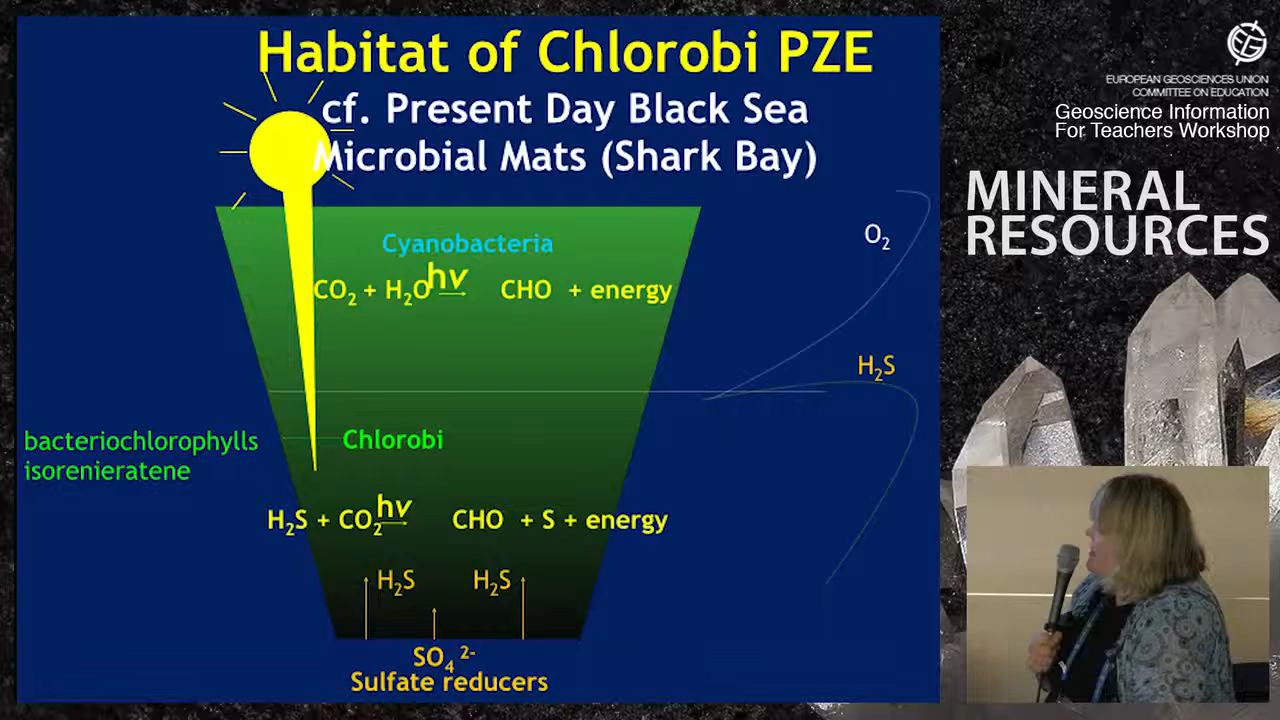 Habitat of Chlorobi PZE
cf. Present Day Black Sea
Microbial Mats (Shark Bay)
Cyanobacteria
CO₂ + H₂O hν → CHO + energy
O₂
H₂S
bacteriochlorophylls
isorenieratene
Chlorobi
H₂S + CO₂ hν → CHO + S + energy
H₂S H₂S
SO₄ ²⁻
Sulfate reducers
EUROPEAN GEOSCIENCES UNION
COMMITTEE ON EDUCATION
Geoscience Information
For Teachers Workshop
MINERAL
RESOURCES